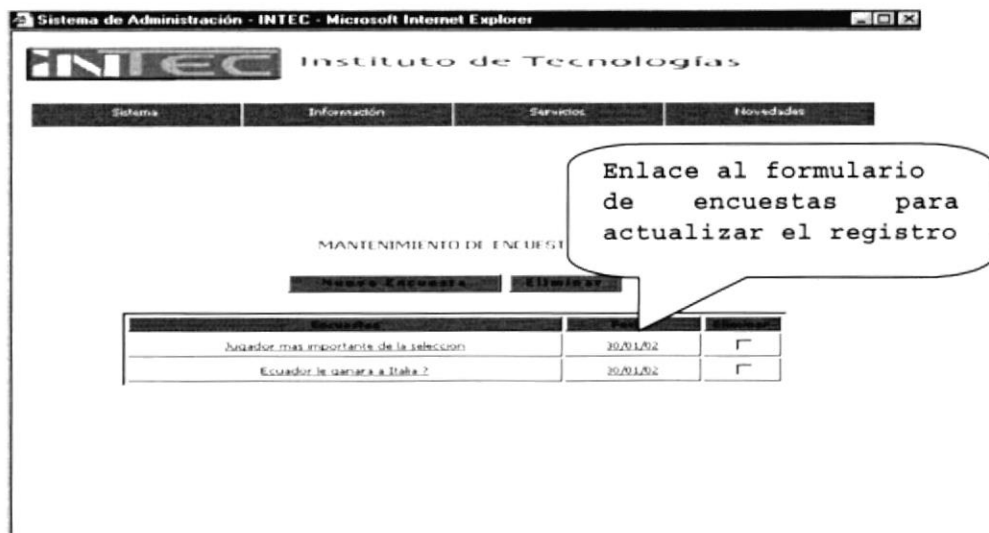 Sistema de Administración - INTEC - Microsoft Internet Explorer
INTEC Instituto de Tecnologías
Sistema Información Servicios Novedades
Enlace al formulario
de encuestas para
actualizar el registro
MANTENIMIENTO DE ENCUEST
Nueva Encuesta Eliminar
Encuestas Eliminar
Jugador mas importante de la seleccion 30/01/02
Ecuador le ganara a Italia ? 30/01/02